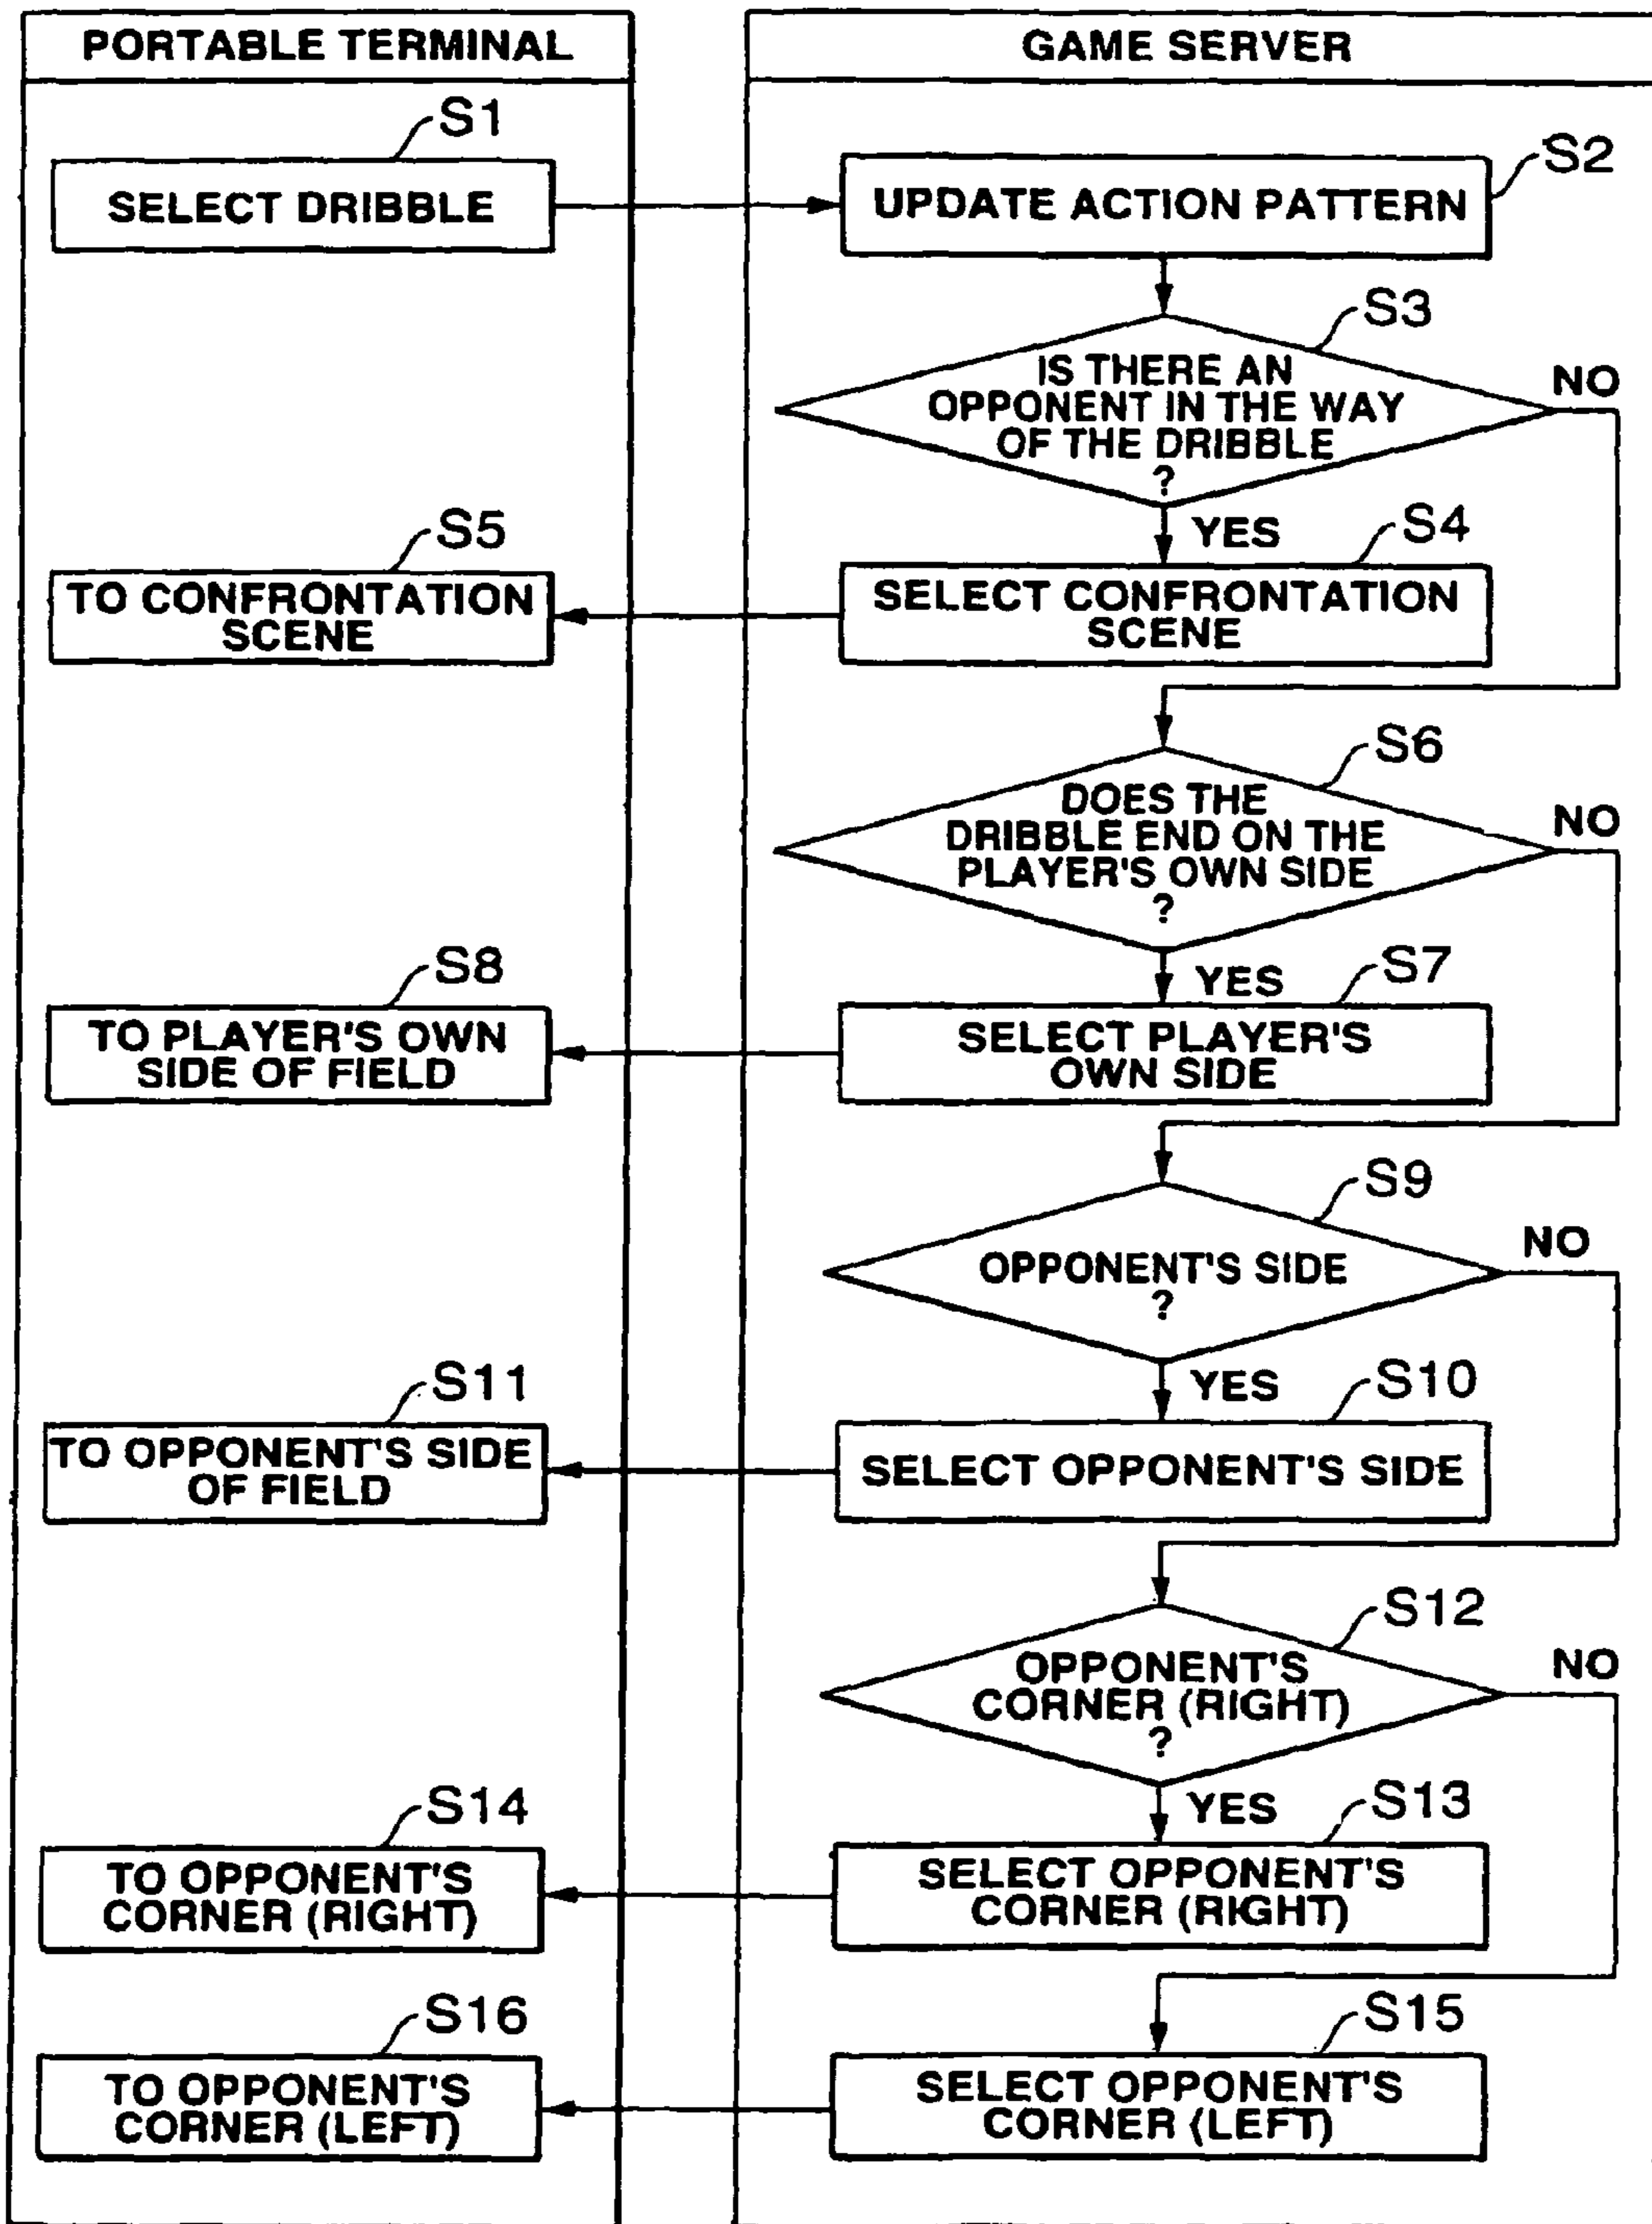 PORTABLE TERMINAL
GAME SERVER
S1
SELECT DRIBBLE
S2
UPDATE ACTION PATTERN
S3
IS THERE AN
OPPONENT IN THE WAY
OF THE DRIBBLE
?
NO
YES
S4
SELECT CONFRONTATION
SCENE
S5
TO CONFRONTATION
SCENE
S6
DOES THE
DRIBBLE END ON THE
PLAYER'S OWN SIDE
?
NO
YES
S7
SELECT PLAYER'S
OWN SIDE
S8
TO PLAYER'S OWN
SIDE OF FIELD
S9
OPPONENT'S SIDE
?
NO
YES
S10
SELECT OPPONENT'S SIDE
S11
TO OPPONENT'S SIDE
OF FIELD
S12
OPPONENT'S
CORNER (RIGHT)
?
NO
YES
S13
SELECT OPPONENT'S
CORNER (RIGHT)
S14
TO OPPONENT'S
CORNER (RIGHT)
S15
SELECT OPPONENT'S
CORNER (LEFT)
S16
TO OPPONENT'S
CORNER (LEFT)